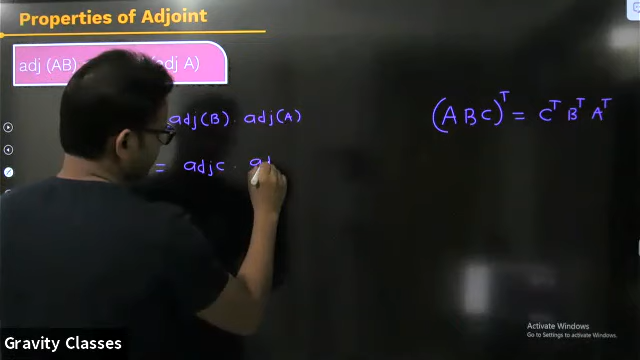 Properties of Adjoint
adj (AB) adj A)
adj(B) . adj(A)
(ABC)ᵀ = Cᵀ Bᵀ Aᵀ
= adj C . ad
Activate Windows
Go to Settings to activate Windows.
Gravity Classes